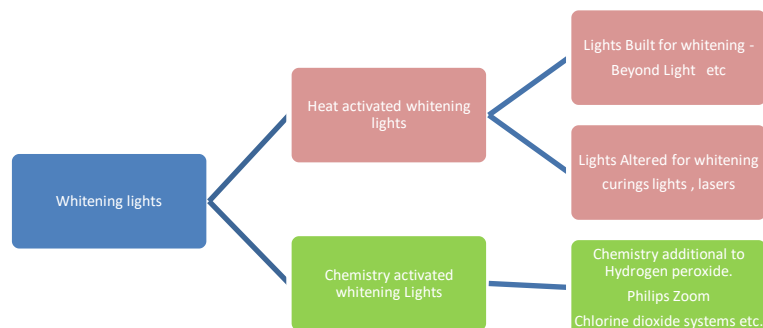 Whitening lights
Heat activated whitening
lights
Chemistry activated
whitening Lights
Lights Built for whitening -
Beyond Light etc
Lights Altered for whitening
curings lights , lasers
Chemistry additional to
Hydrogen peroxide.
Philips Zoom
Chlorine dioxide systems etc.